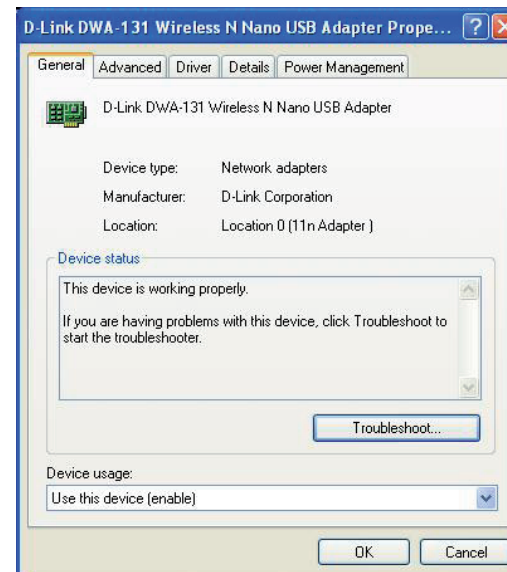 D-Link DWA-131 Wireless N Nano USB Adapter Prope...
General Advanced Driver Details Power Management
D-Link DWA-131 Wireless N Nano USB Adapter
Device type: Network adapters
Manufacturer: D-Link Corporation
Location: Location 0 (11n Adapter )
Device status
This device is working properly.
If you are having problems with this device, click Troubleshoot to
start the troubleshooter.
Troubleshoot...
Device usage:
Use this device (enable)
OK Cancel